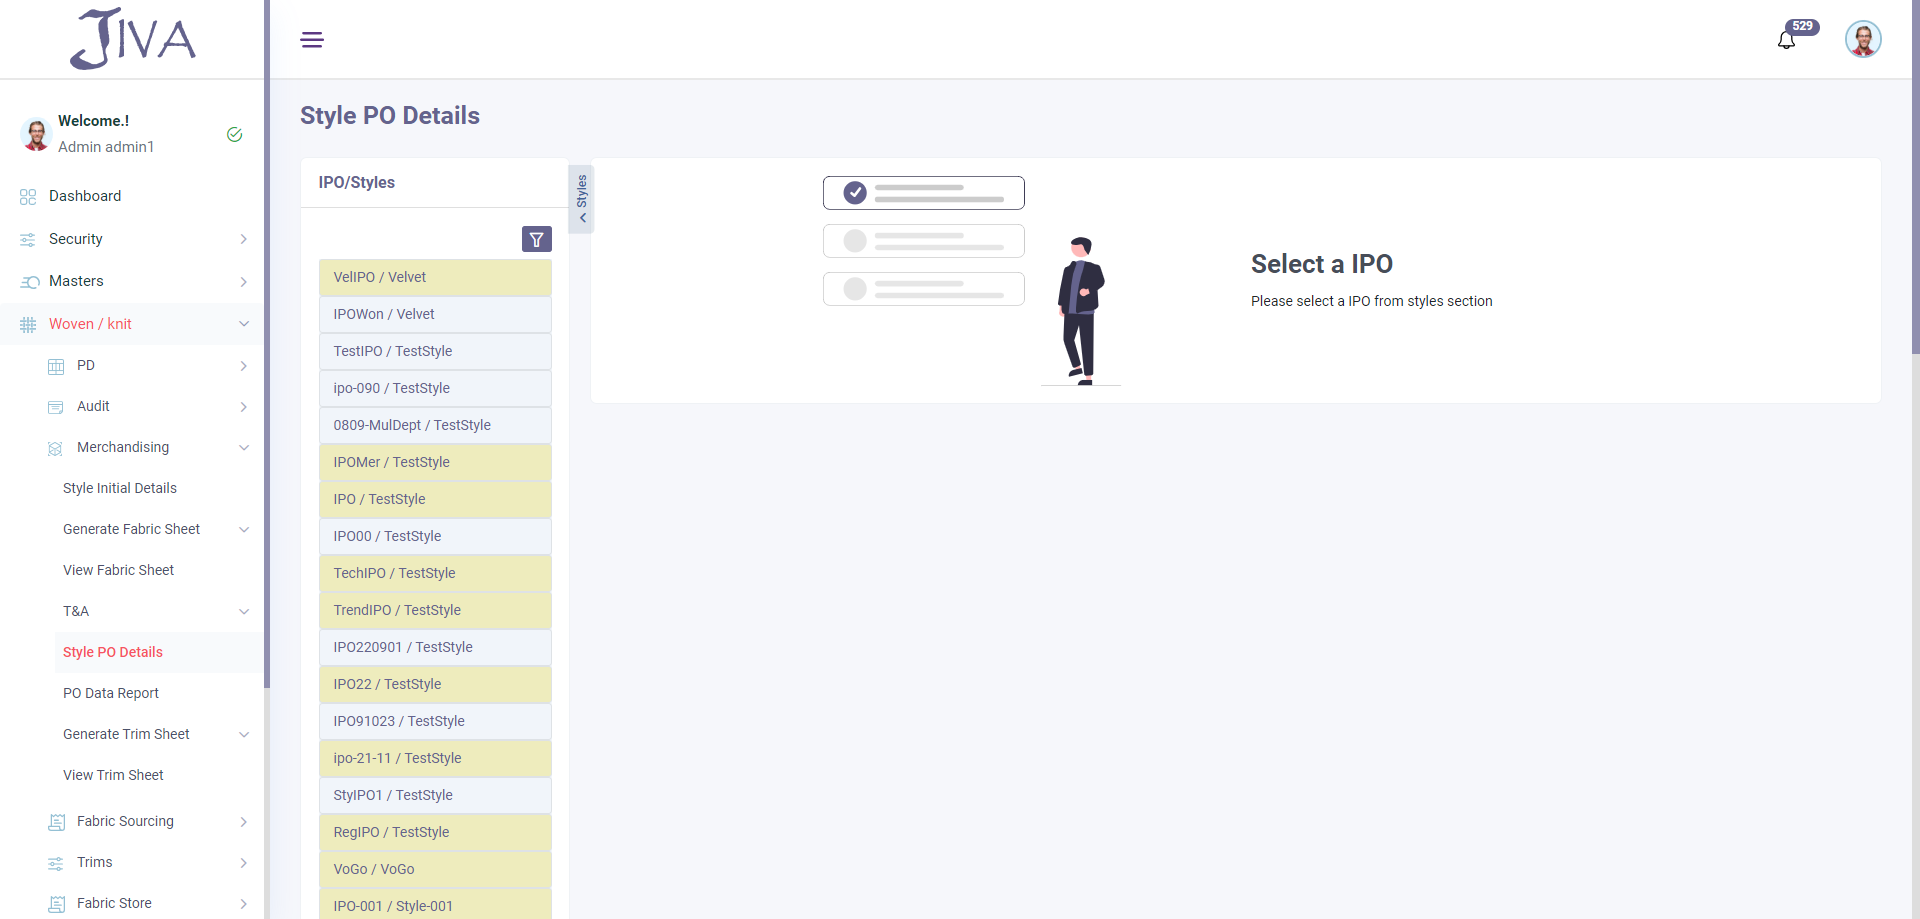 JIVA
529
Welcome.!
Admin admin1
Dashboard
Security
Masters
Woven / knit
PD
Audit
Merchandising
Style Initial Details
Generate Fabric Sheet
View Fabric Sheet
T&A
Style PO Details
PO Data Report
Generate Trim Sheet
View Trim Sheet
Fabric Sourcing
Trims
Fabric Store
Style PO Details
IPO/Styles
Styles
VelIPO / Velvet
IPOWon / Velvet
TestIPO / TestStyle
ipo-090 / TestStyle
0809-MulDept / TestStyle
IPOMer / TestStyle
IPO / TestStyle
IPO00 / TestStyle
TechIPO / TestStyle
TrendIPO / TestStyle
IPO220901 / TestStyle
IPO22 / TestStyle
IPO91023 / TestStyle
ipo-21-11 / TestStyle
StyIPO1 / TestStyle
RegIPO / TestStyle
VoGo / VoGo
IPO-001 / Style-001
Select a IPO
Please select a IPO from styles section